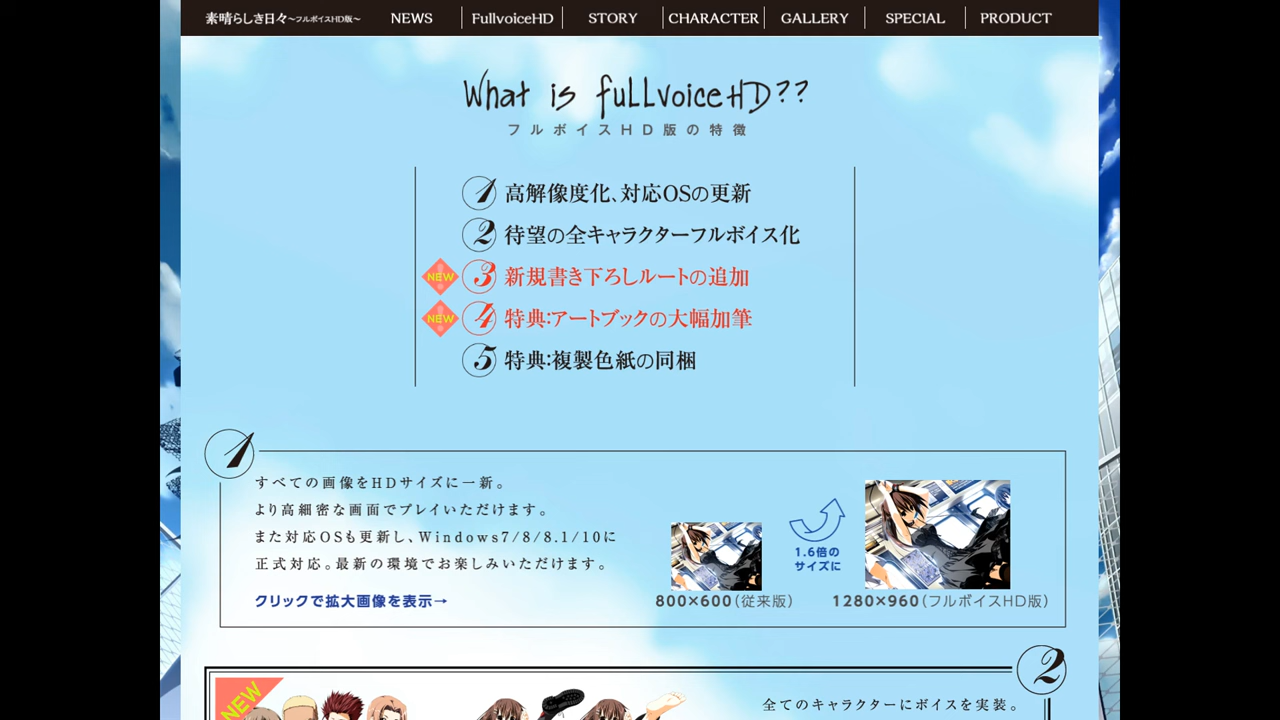 素晴らしき日々～フルボイスHD版～ NEWS FullvoiceHD STORY CHARACTER GALLERY SPECIAL PRODUCT
What is fullvoiceHD??
フルボイスHD版の特徴
1 高解像度化、対応OSの更新
2 待望の全キャラクターフルボイス化
NEW 3 新規書き下ろしルートの追加
NEW 4 特典:アートブックの大幅加筆
5 特典:複製色紙の同梱
1
すべての画像をHDサイズに一新。
より高細密な画面でプレイいただけます。
また対応OSも更新し、Windows7/8/8.1/10に
正式対応。最新の環境でお楽しみいただけます。
クリックで拡大画像を表示→
1.6倍の
サイズに
800×600(従来版)
1280×960(フルボイスHD版)
2
NEW
全てのキャラクターにボイスを実装。